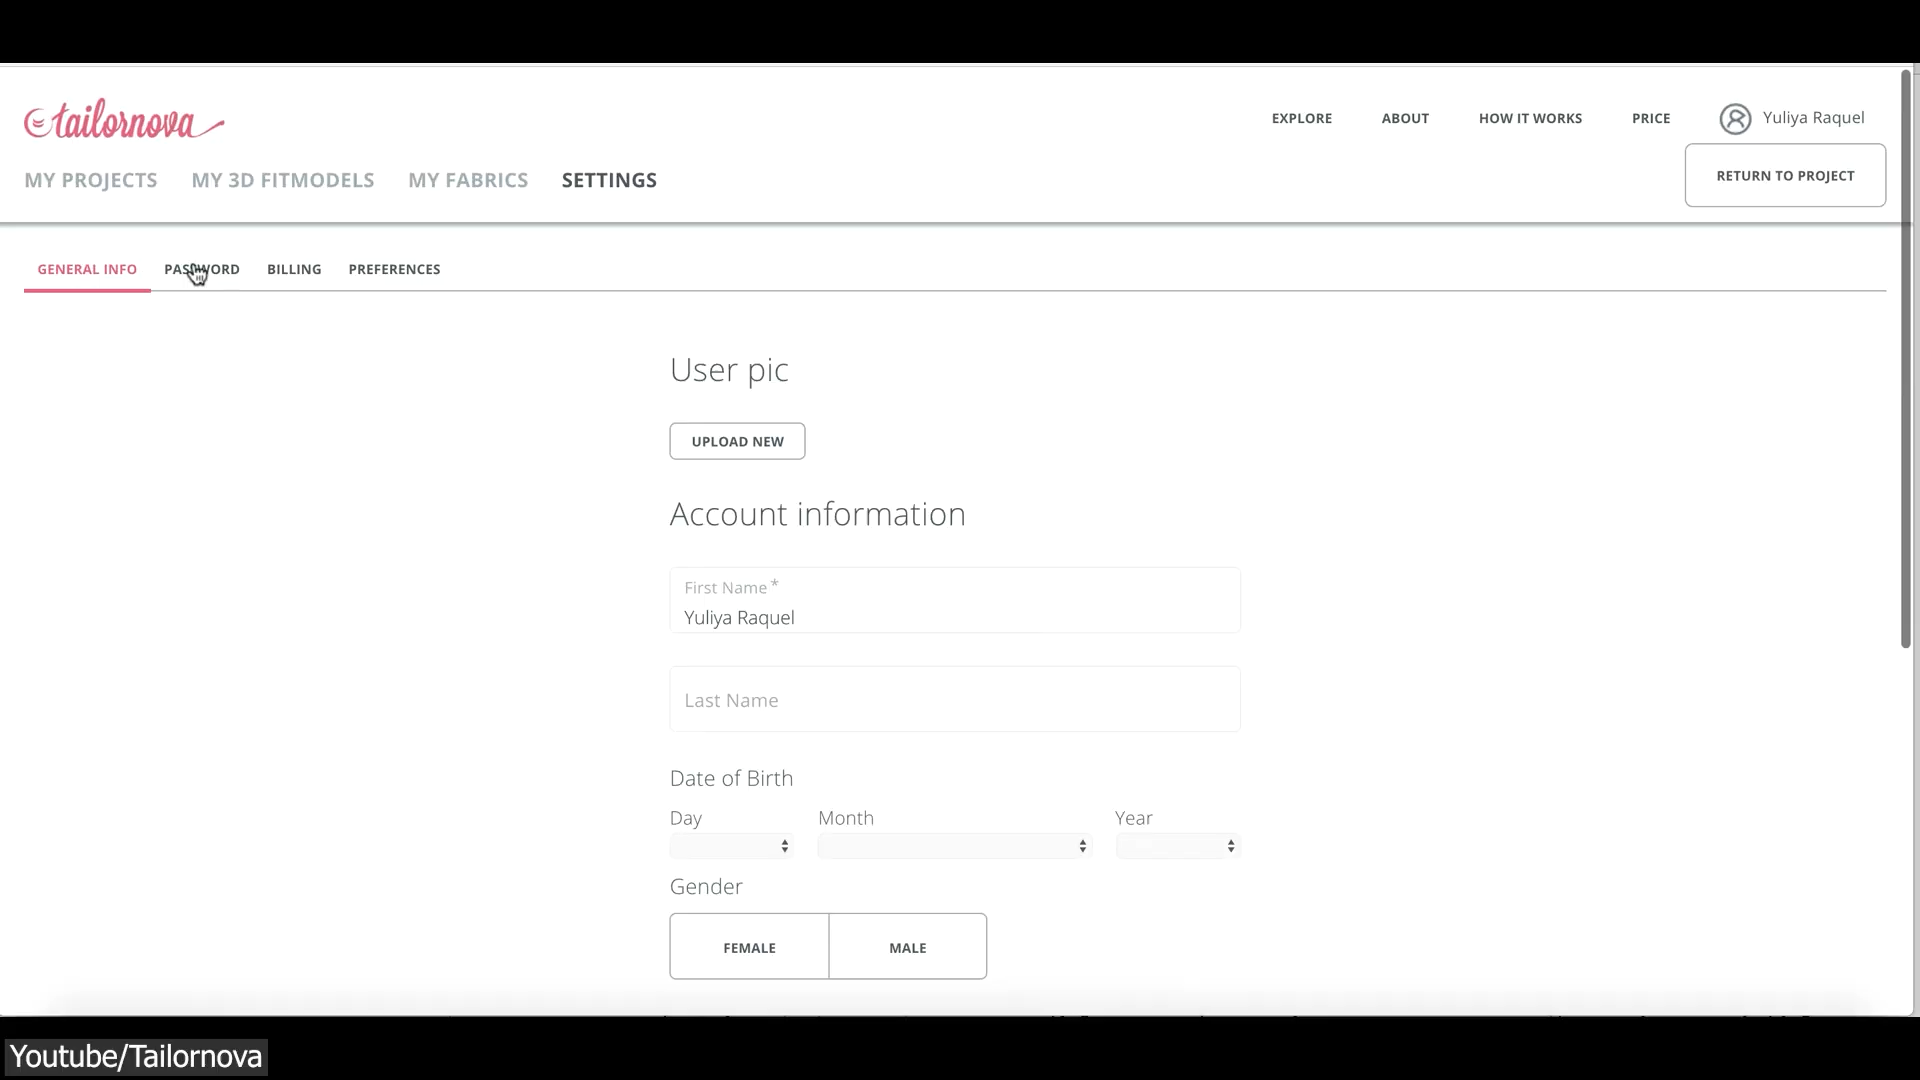 tailornova
EXPLORE ABOUT HOW IT WORKS PRICE Yuliya Raquel
MY PROJECTS MY 3D FITMODELS MY FABRICS SETTINGS
RETURN TO PROJECT
GENERAL INFO PASSWORD BILLING PREFERENCES
User pic
UPLOAD NEW
Account information
First Name*
Yuliya Raquel
Last Name
Date of Birth
Day Month Year
Gender
FEMALE MALE
Youtube/Tailornova